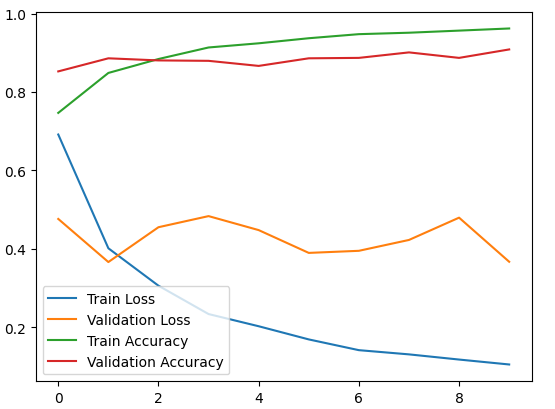 1.0
0.8
0.6
0.4
0.2
Train Loss
Validation Loss
Train Accuracy
Validation Accuracy
0 2 4 6 8